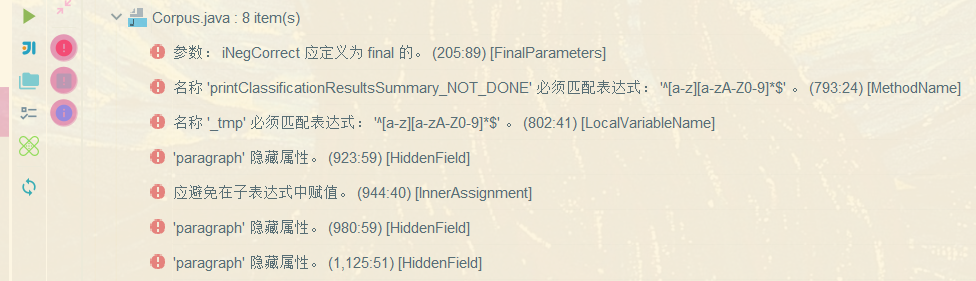 Corpus.java : 8 item(s)
参数： iNegCorrect 应定义为 final 的。 (205:89) [FinalParameters]
名称 'printClassificationResultsSummary_NOT_DONE' 必须匹配表达式： '^[a-z][a-zA-Z0-9]*$' 。 (793:24) [MethodName]
名称 '_tmp' 必须匹配表达式： '^[a-z][a-zA-Z0-9]*$' 。 (802:41) [LocalVariableName]
'paragraph' 隐藏属性。 (923:59) [HiddenField]
应避免在子表达式中赋值。 (944:40) [InnerAssignment]
'paragraph' 隐藏属性。 (980:59) [HiddenField]
'paragraph' 隐藏属性。 (1,125:51) [HiddenField]